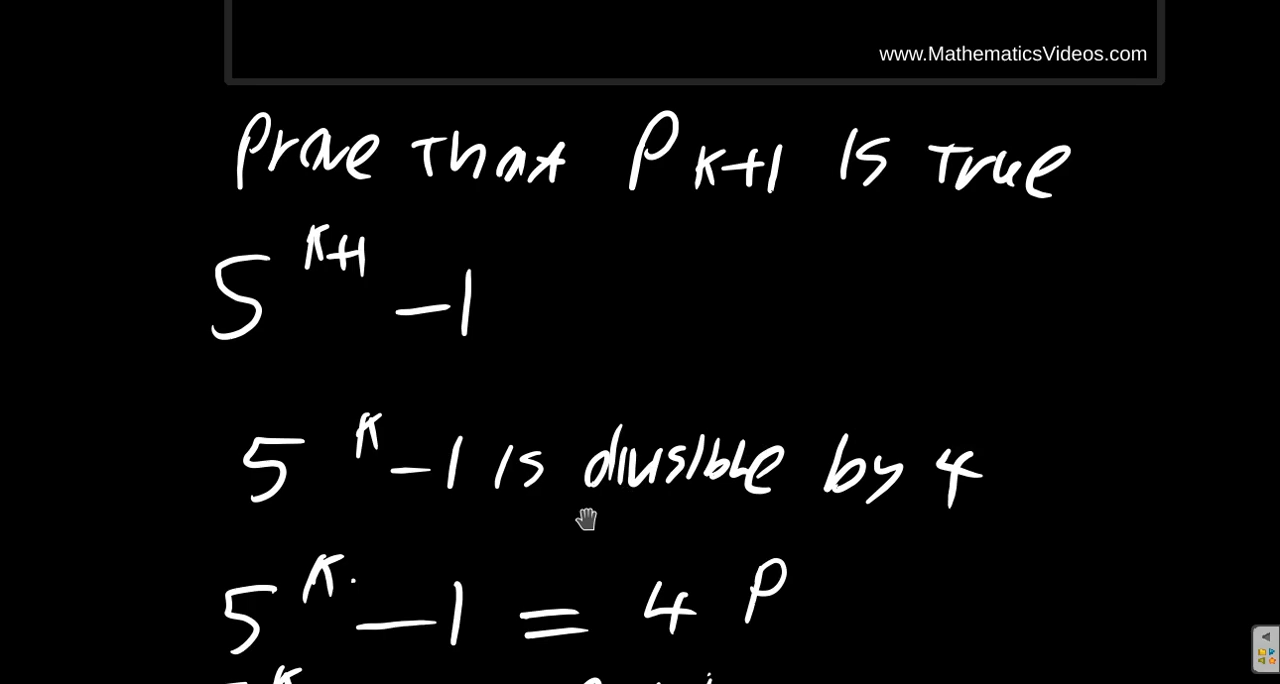 www.MathematicsVideos.com
Prove that P_{K+1} is true
5^{K+1} - 1
5^K - 1 is divisible by 4
5^K - 1 = 4P